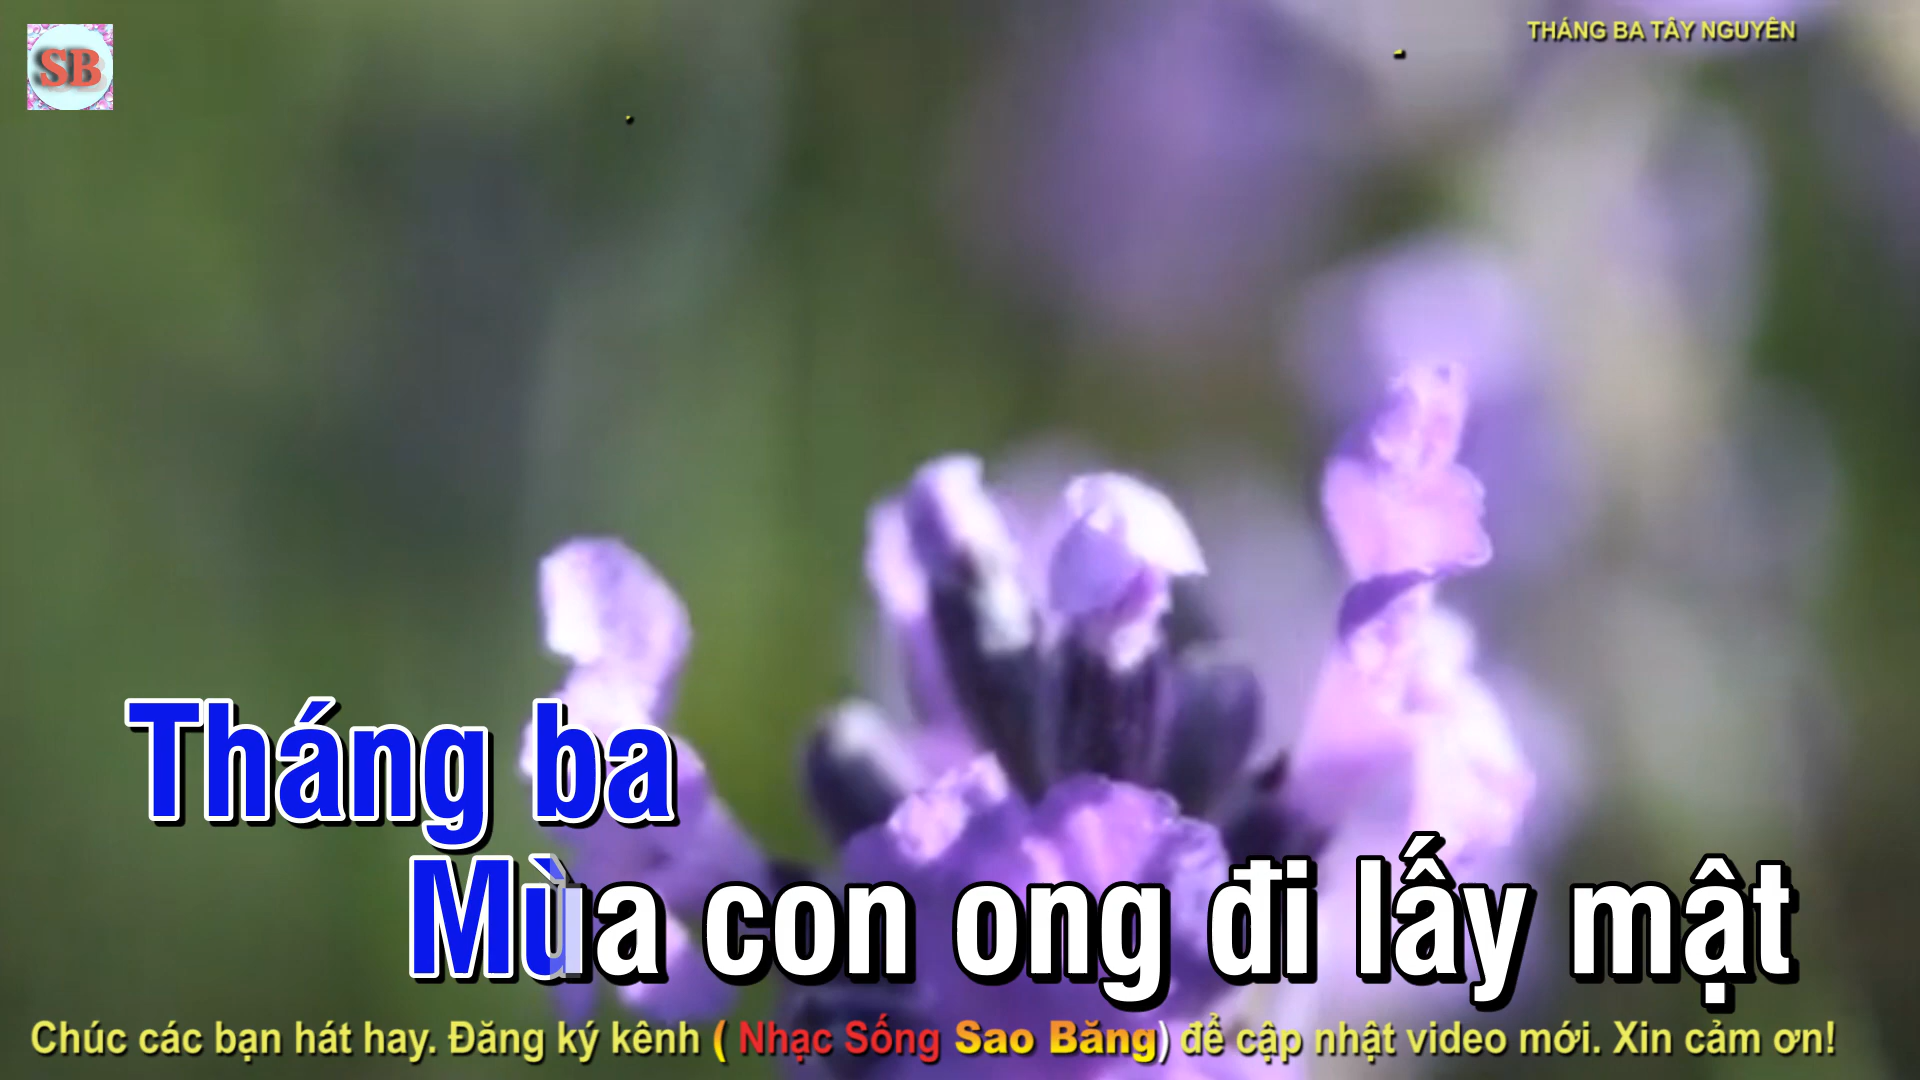 SB
THÁNG BA TÂY NGUYÊN
Tháng ba
Mùa con ong đi lấy mật
Chúc các bạn hát hay. Đăng ký kênh ( Nhạc Sống Sao Băng) để cập nhật video mới. Xin cảm ơn!